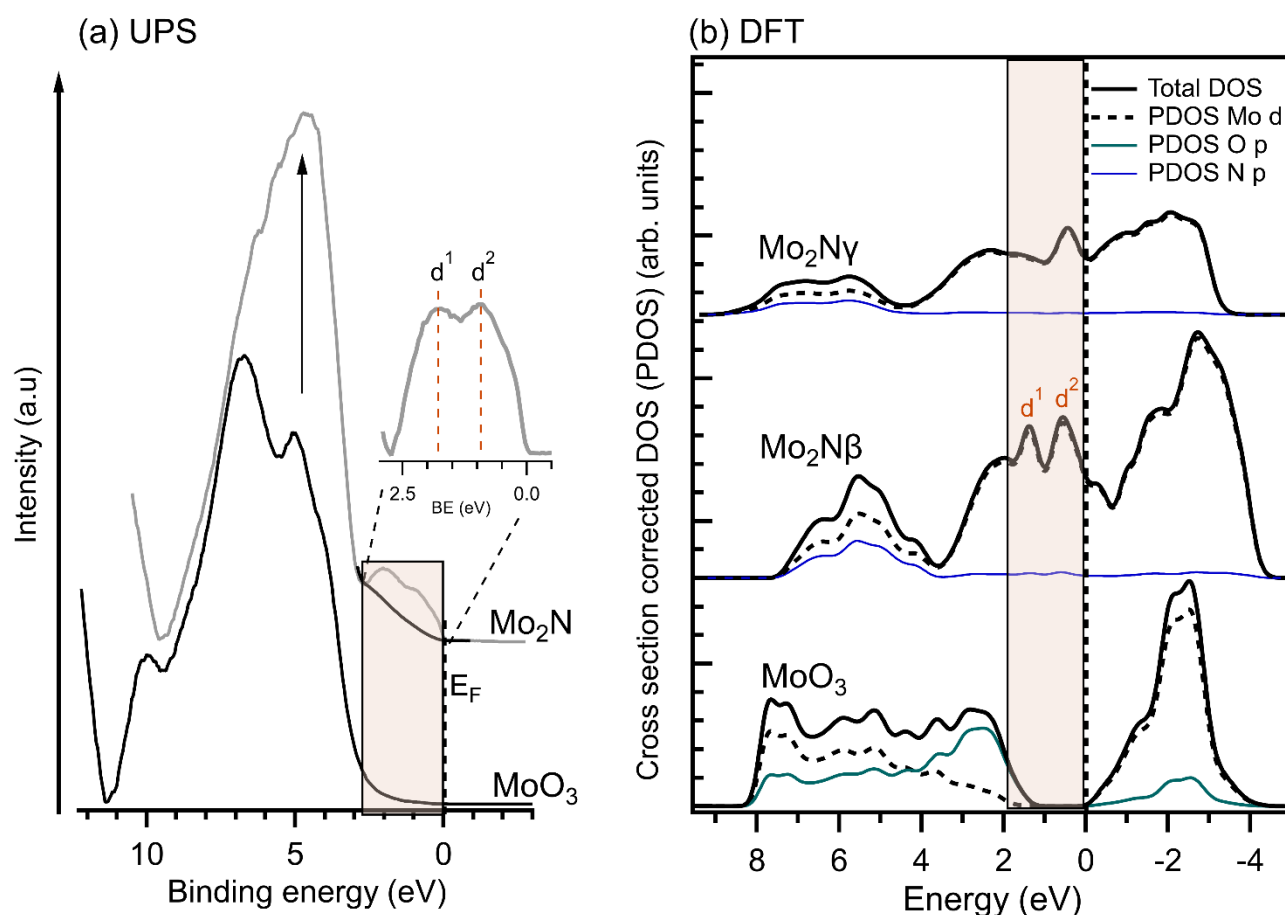 (a) UPS
Intensity (a.u)
d1 d2
2.5 0.0
BE (eV)
Mo2N
EF
MoO3
10 5 0
Binding energy (eV)
(b) DFT
Cross section corrected DOS (PDOS) (arb. units)
Total DOS
PDOS Mo d
PDOS O p
PDOS N p
Mo2Nγ
d1 d2
Mo2Nβ
MoO3
8 6 4 2 0 -2 -4
Energy (eV)